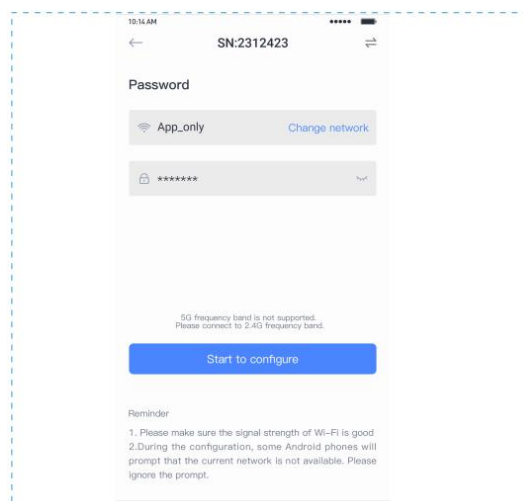 10:14 AM
SN:2312423
Password
App_only Change network
*******
5G frequency band is not supported.
Please connect to 2.4G frequency band.
Start to configure
Reminder
1. Please make sure the signal strength of Wi-Fi is good
2.During the configuration, some Android phones will
prompt that the current network is not available. Please
ignore the prompt.